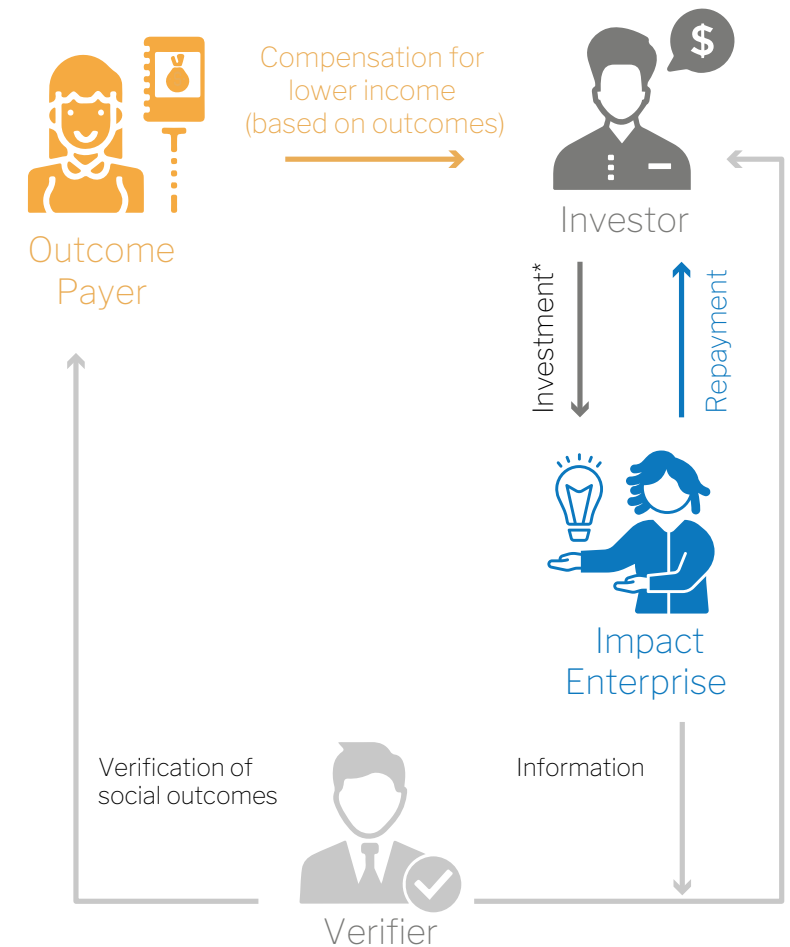 Compensation for
lower income
(based on outcomes)
$
Investor
Outcome
Payer
Investment*
Repayment
Impact
Enterprise
Verification of
social outcomes
Information
Verifier